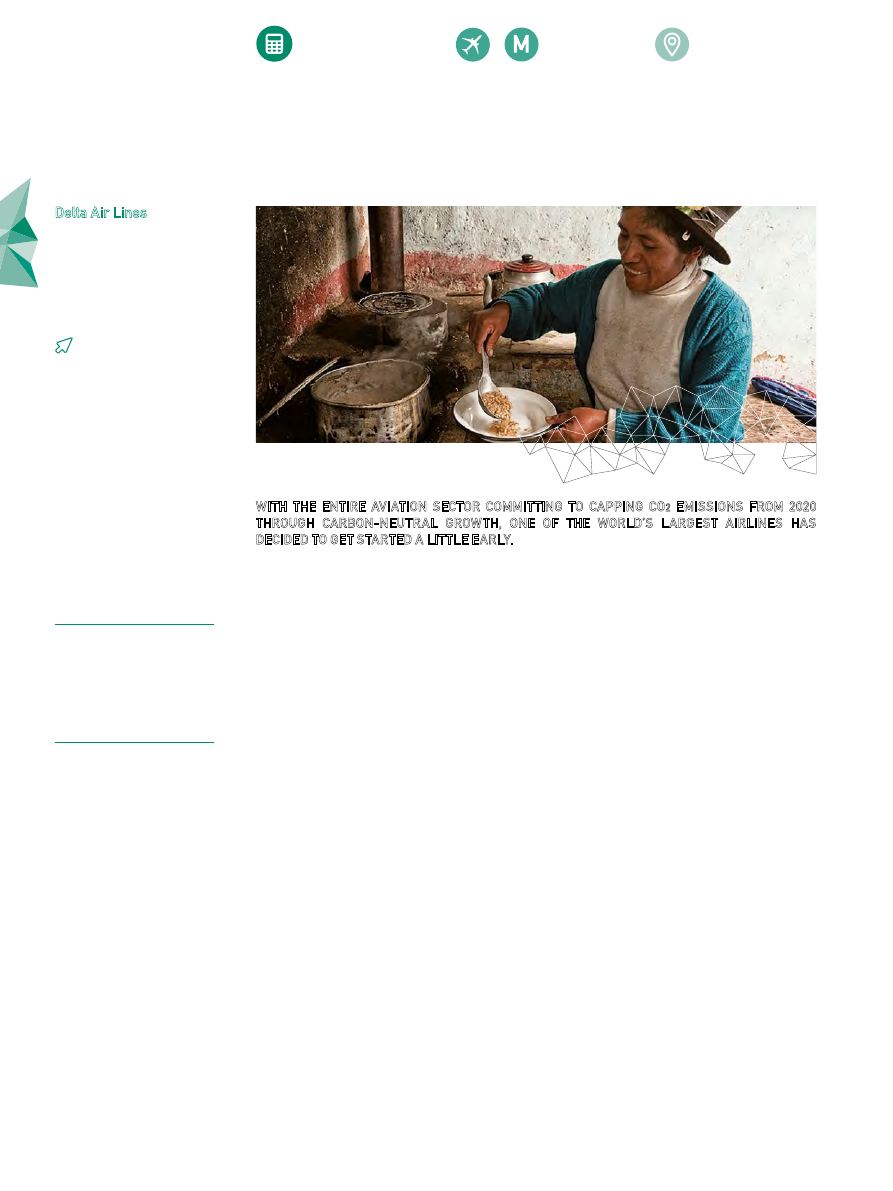 M
Delta Air Lines
WITH THE ENTIRE AVIATION SECTOR COMMITTING TO CAPPING CO₂ EMISSIONS FROM 2020
THROUGH CARBON-NEUTRAL GROWTH, ONE OF THE WORLD'S LARGEST AIRLINES HAS
DECIDED TO GET STARTED A LITTLE EARLY.